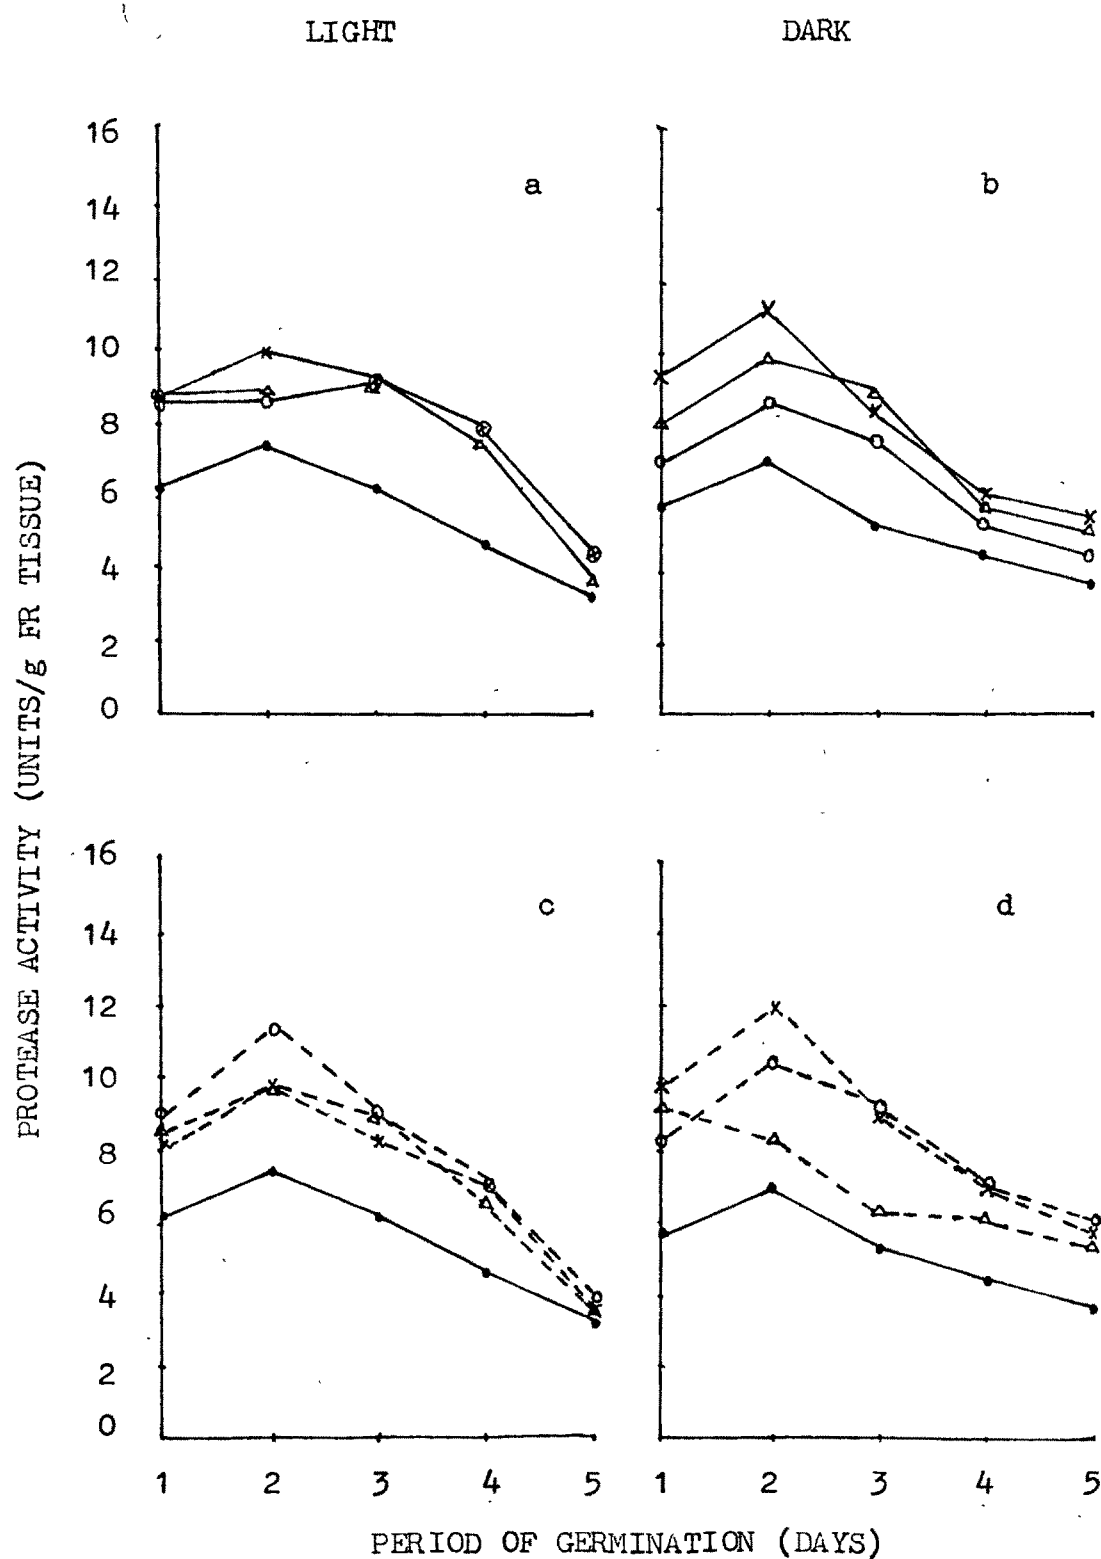 LIGHT
DARK
16
14
12
10
8
6
4
2
0
a
b
PROTEASE ACTIVITY (UNITS/g FR TISSUE)
16
14
12
10
8
6
4
2
0
c
d
1 2 3 4 5
1 2 3 4 5
PERIOD OF GERMINATION (DAYS)